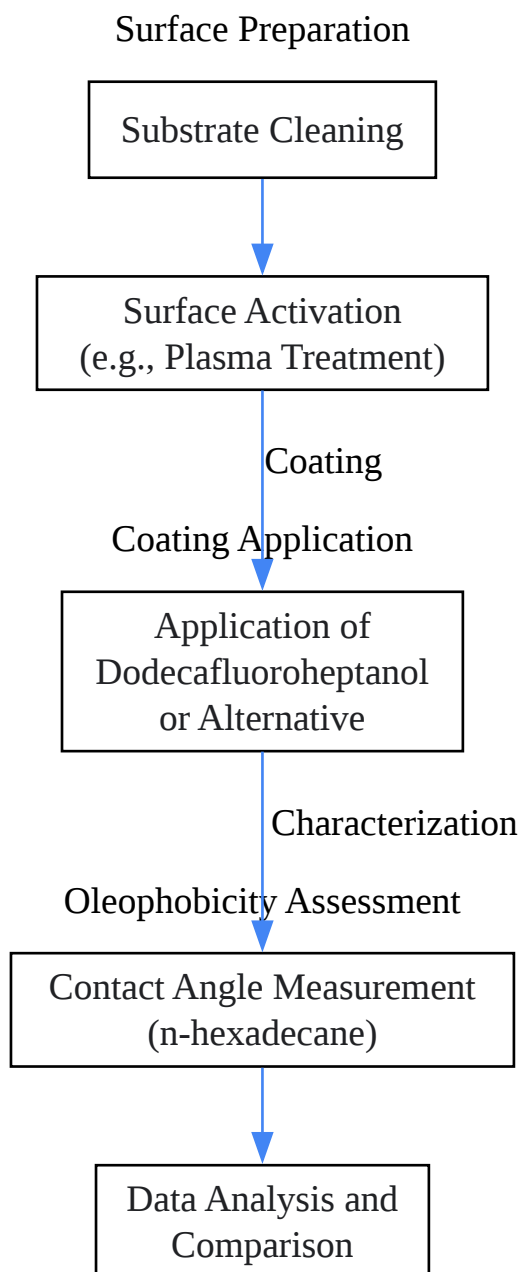 Surface Preparation
Substrate Cleaning
Surface Activation
(e.g., Plasma Treatment)
Coating
Coating Application
Application of
Dodecafluoroheptanol
or Alternative
Characterization
Oleophobicity Assessment
Contact Angle Measurement
(n-hexadecane)
Data Analysis and
Comparison